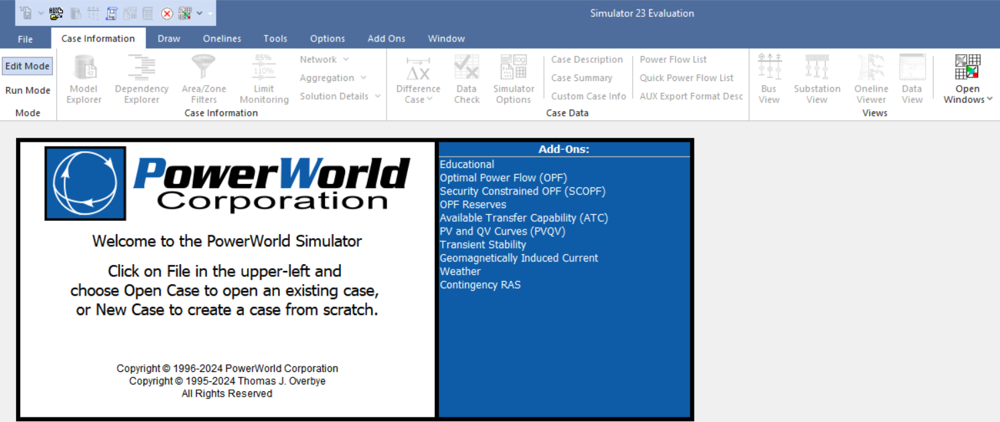 Simulator 23 Evaluation
File Case Information Draw Onelines Tools Options Add Ons Window
Edit Mode
Run Mode
Mode
Model
Explorer
Dependency
Explorer
Area/Zone
Filters
85%
110%
Limit
Monitoring
Network
Aggregation
Solution Details
Case Information
ΔX
Difference
Case
Data
Check
log
Simulator
Options
Case Description
Case Summary
Custom Case Info
Power Flow List
Quick Power Flow List
AUX Export Format Desc
Case Data
Bus
View
Substation
View
Oneline
Viewer
Data
View
Open
Windows
Views
PowerWorld
Corporation
Welcome to the PowerWorld Simulator
Click on File in the upper-left and
choose Open Case to open an existing case,
or New Case to create a case from scratch.
Copyright © 1996-2024 PowerWorld Corporation
Copyright © 1995-2024 Thomas J. Overbye
All Rights Reserved
Add-Ons:
Educational
Optimal Power Flow (OPF)
Security Constrained OPF (SCOPF)
OPF Reserves
Available Transfer Capability (ATC)
PV and QV Curves (PVQV)
Transient Stability
Geomagnetically Induced Current
Weather
Contingency RAS